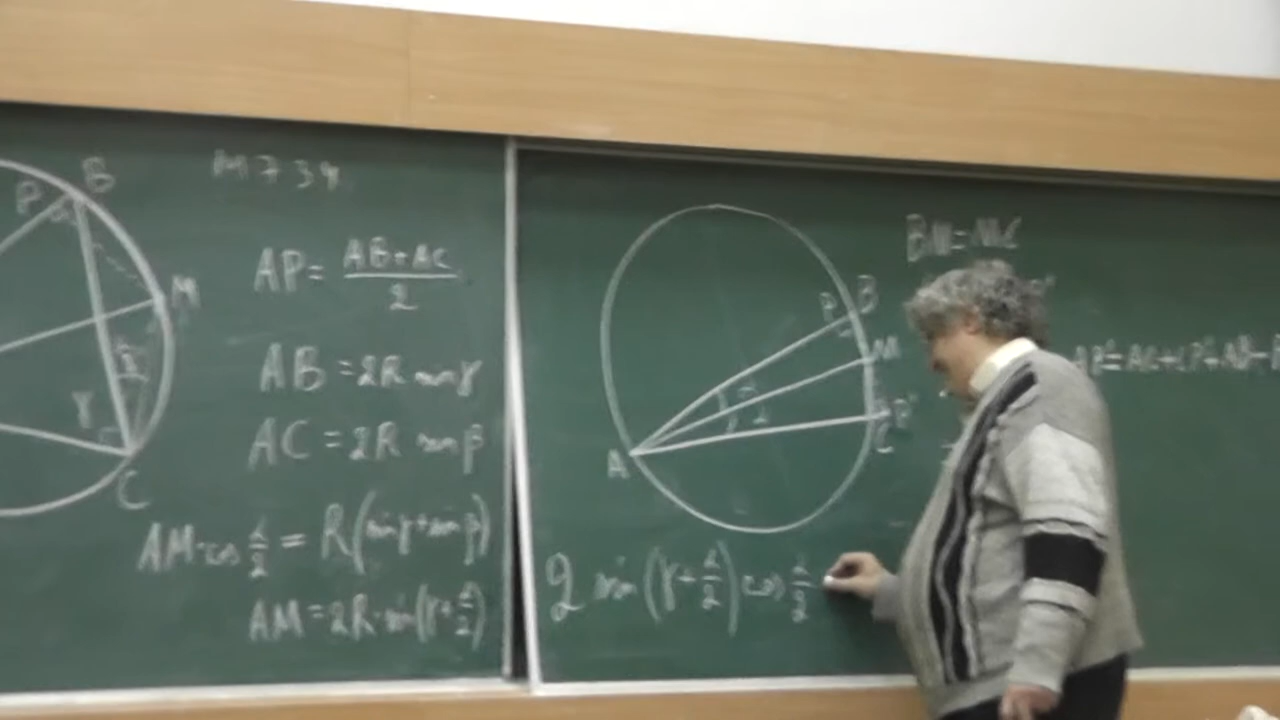 M734
P B
M
AP = (AB + AC)/2
AB = 2R sin γ
γ
AC = 2R sin β
C
AM cos α/2 = R(sin γ + sin β)
AM = 2R · sin(γ + α/2)
BM = MC
P B
M
A
C P'
2 sin(γ + α/2) cos α/2